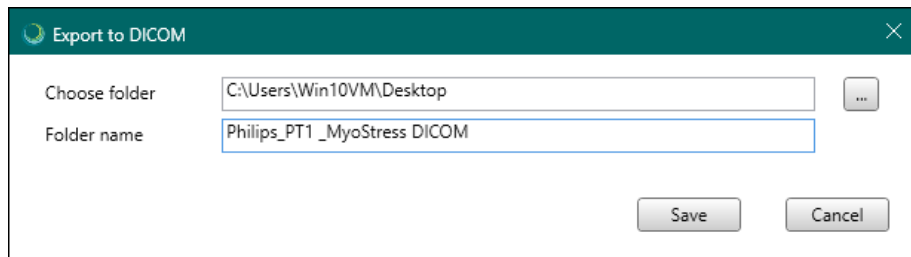 Export to DICOM
Choose folder C:\Users\Win10VM\Desktop ...
Folder name Philips_PT1 _MyoStress DICOM
Save Cancel